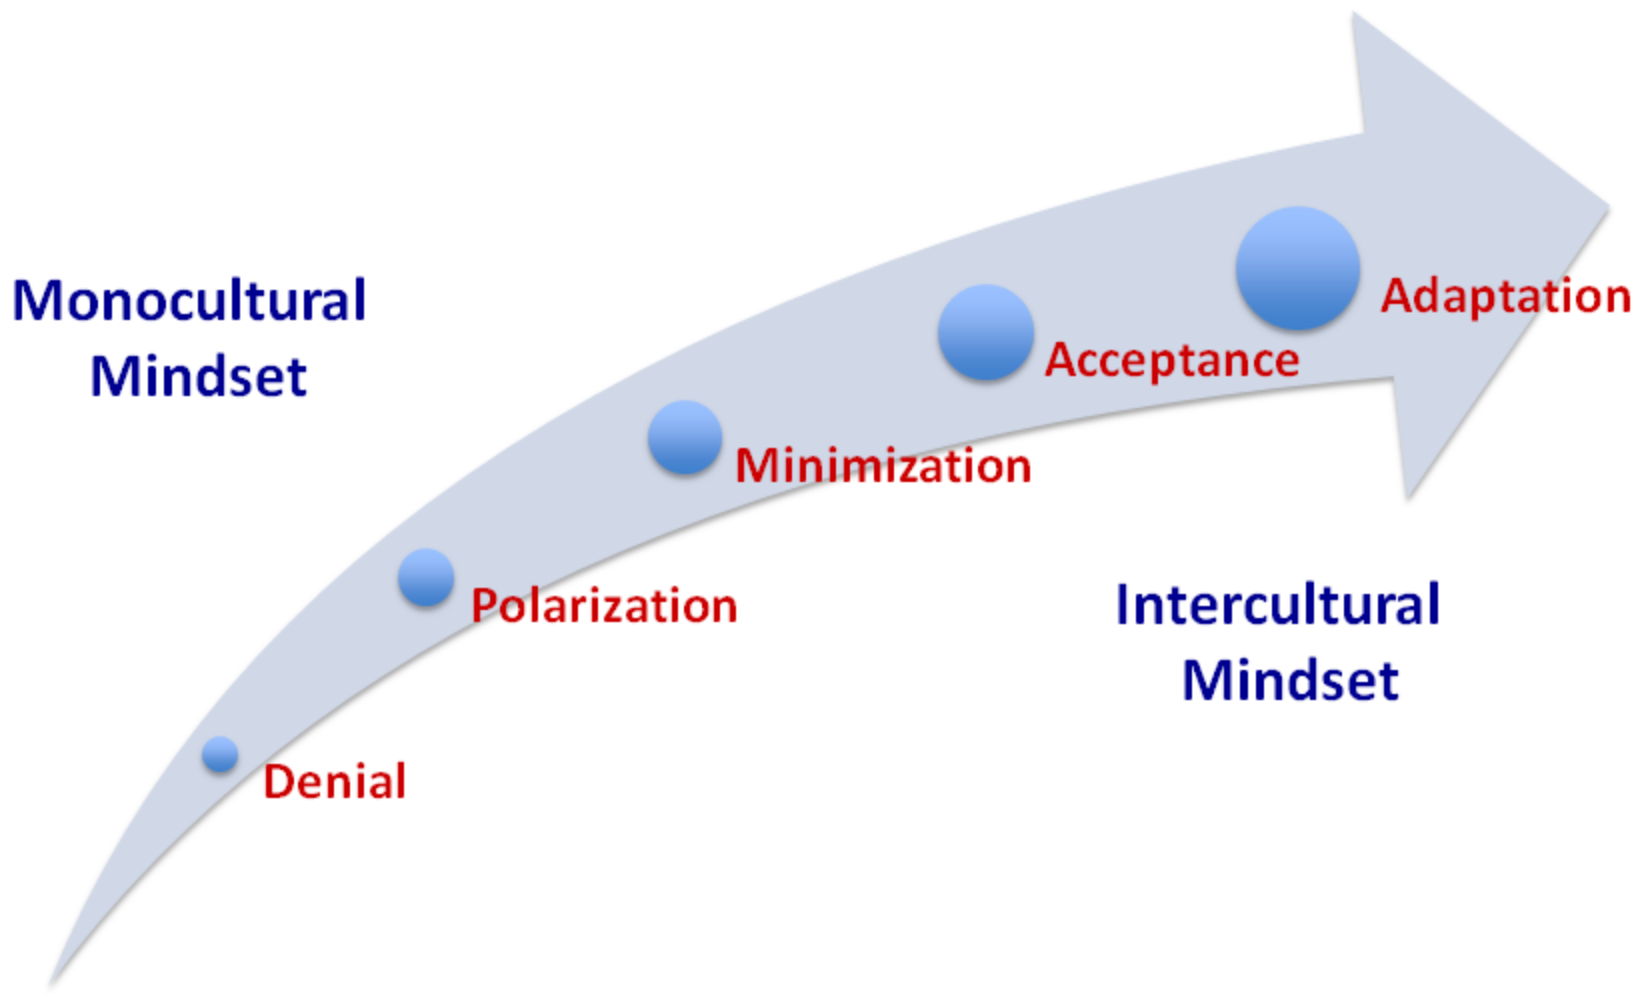 Monocultural
Mindset
Adaptation
Acceptance
Minimization
Polarization
Intercultural
Mindset
Denial